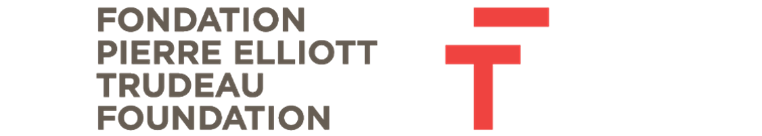 FONDATION
PIERRE ELLIOTT
TRUDEAU
FOUNDATION